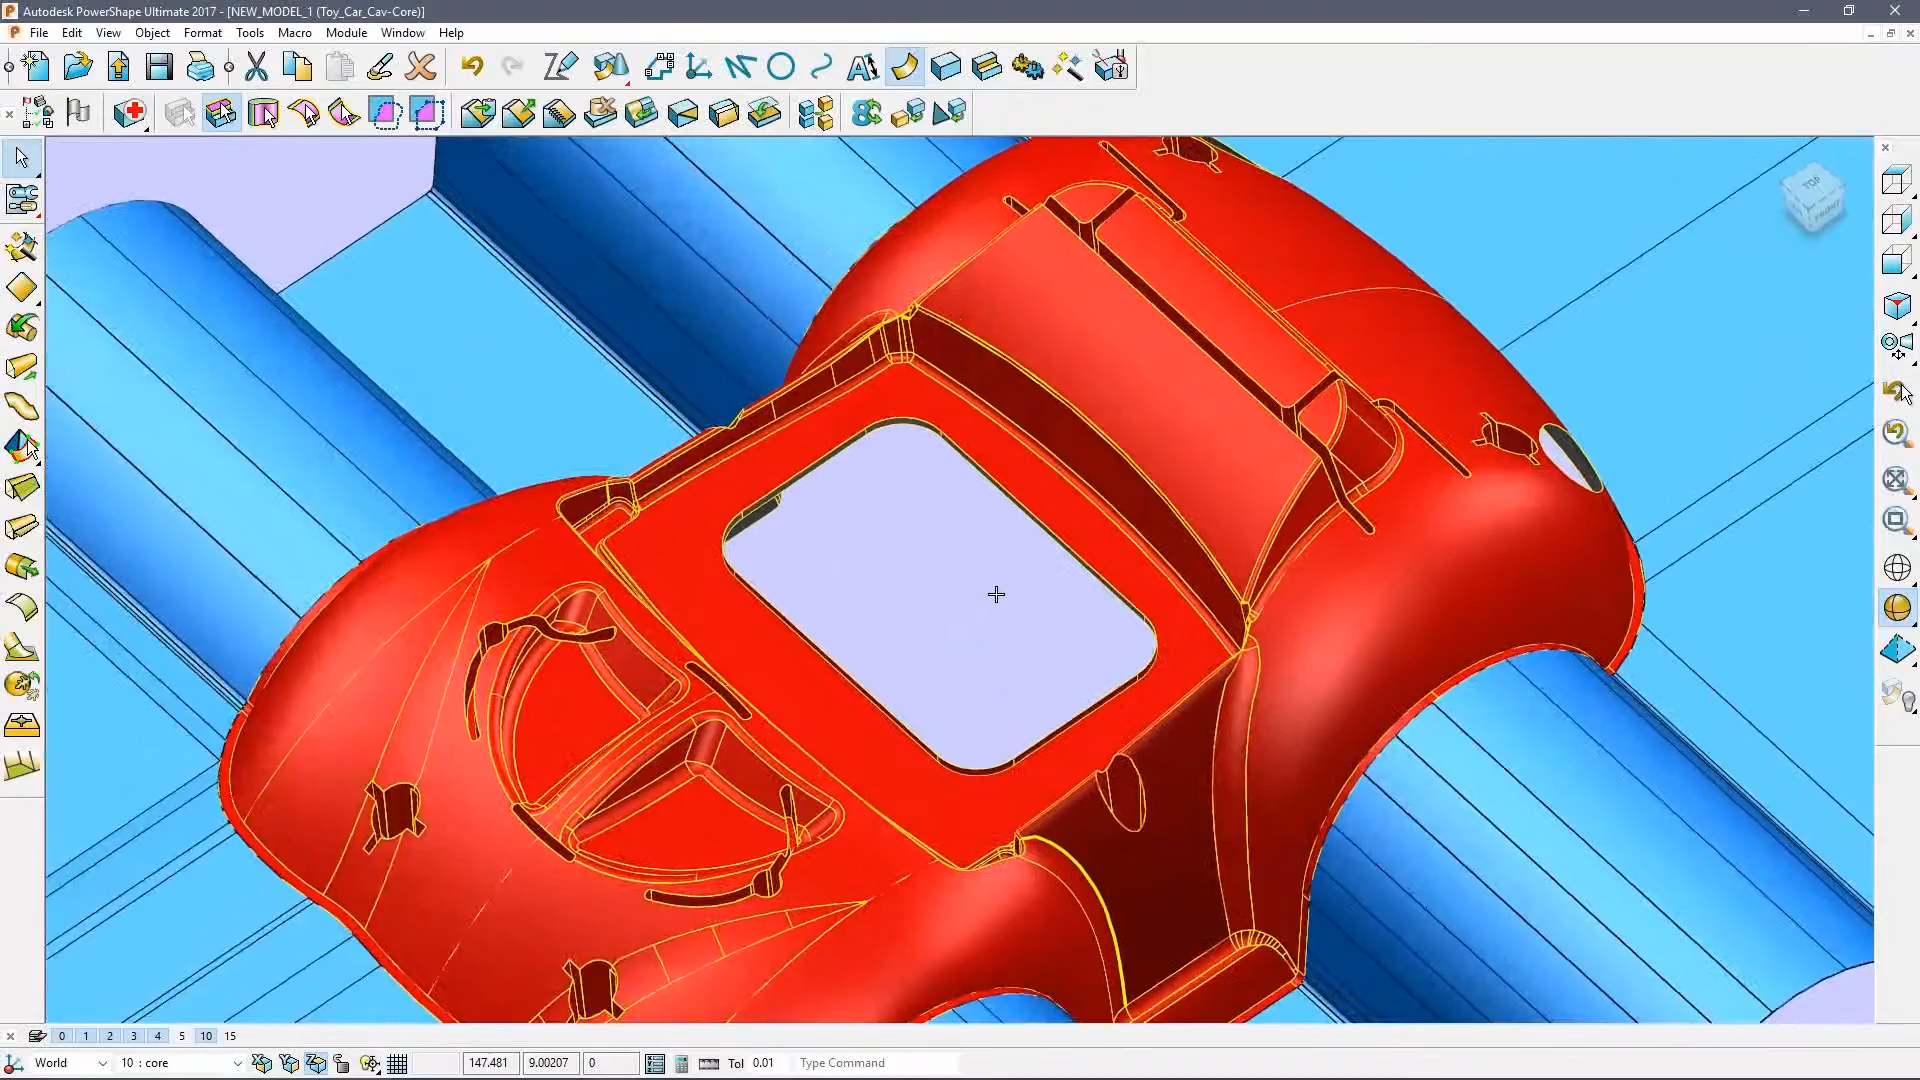 Autodesk PowerShape Ultimate 2017 - [NEW_MODEL_1 (Toy_Car_Cav-Core)]
File Edit View Object Format Tools Macro Module Window Help
TOP
FRONT
0 1 2 3 4 5 10 15
World 10 : core 147.481 9.00207 0 Tol 0.01 Type Command